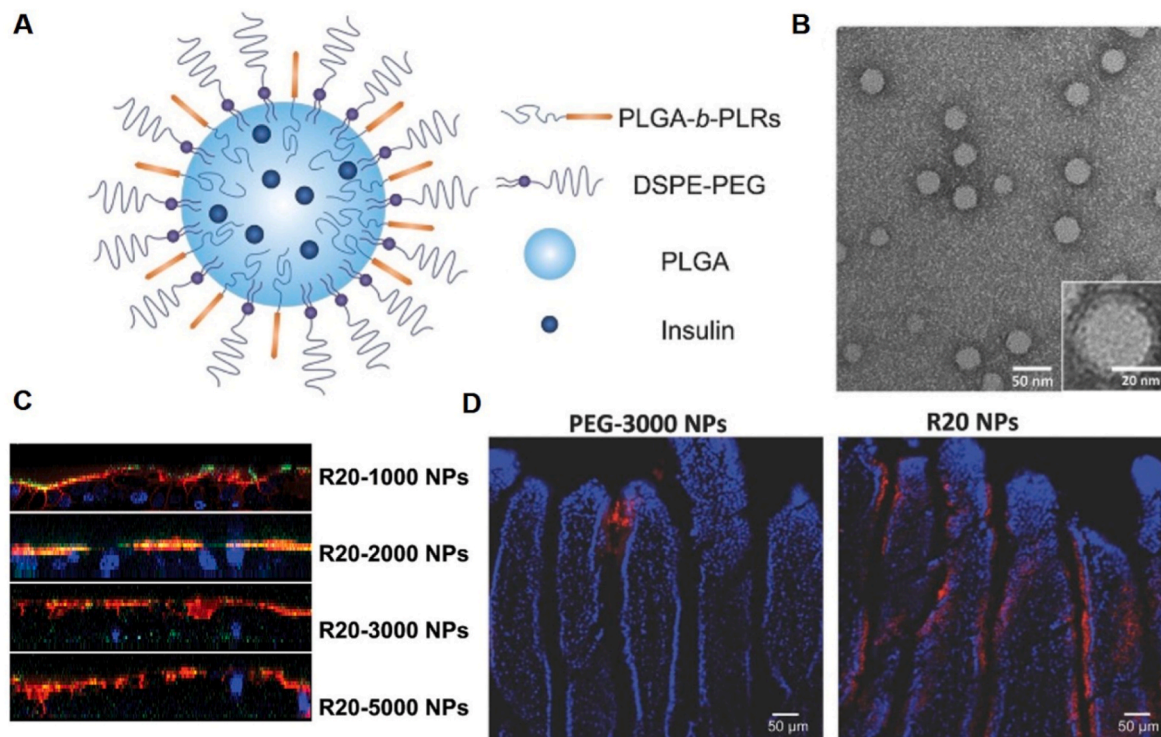 A
PLGA-b-PLRs
DSPE-PEG
PLGA
Insulin
B
50 nm
20 nm
C
R20-1000 NPs
R20-2000 NPs
R20-3000 NPs
R20-5000 NPs
D
PEG-3000 NPs
R20 NPs
50 µm
50 µm